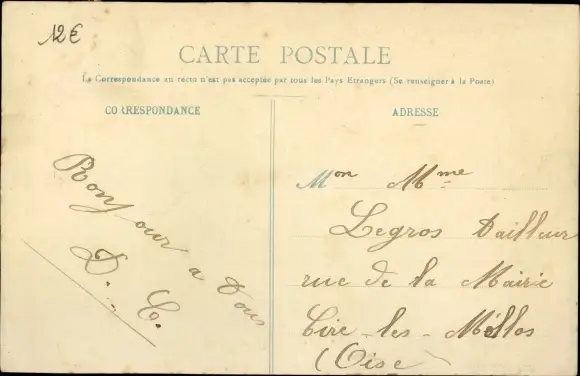 12€
CARTE POSTALE
La Correspondance au recto n'est pas acceptée par tous les Pays Etrangers (Se renseigner à la Poste)
CORRESPONDANCE
ADRESSE
Bonjour a Tous
D. C.
Mon Mme
Legros Tailleur
rue de la Mairie
Cire-les-Mellos
(Oise